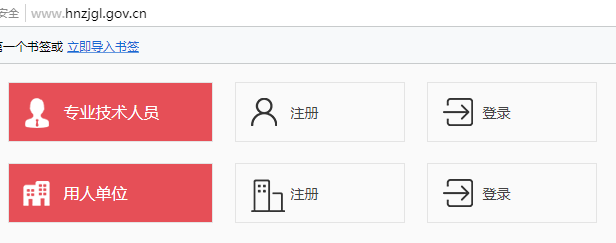 安全 www.hnzjgl.gov.cn
第一个书签或 立即导入书签
专业技术人员 注册 登录
用人单位 注册 登录